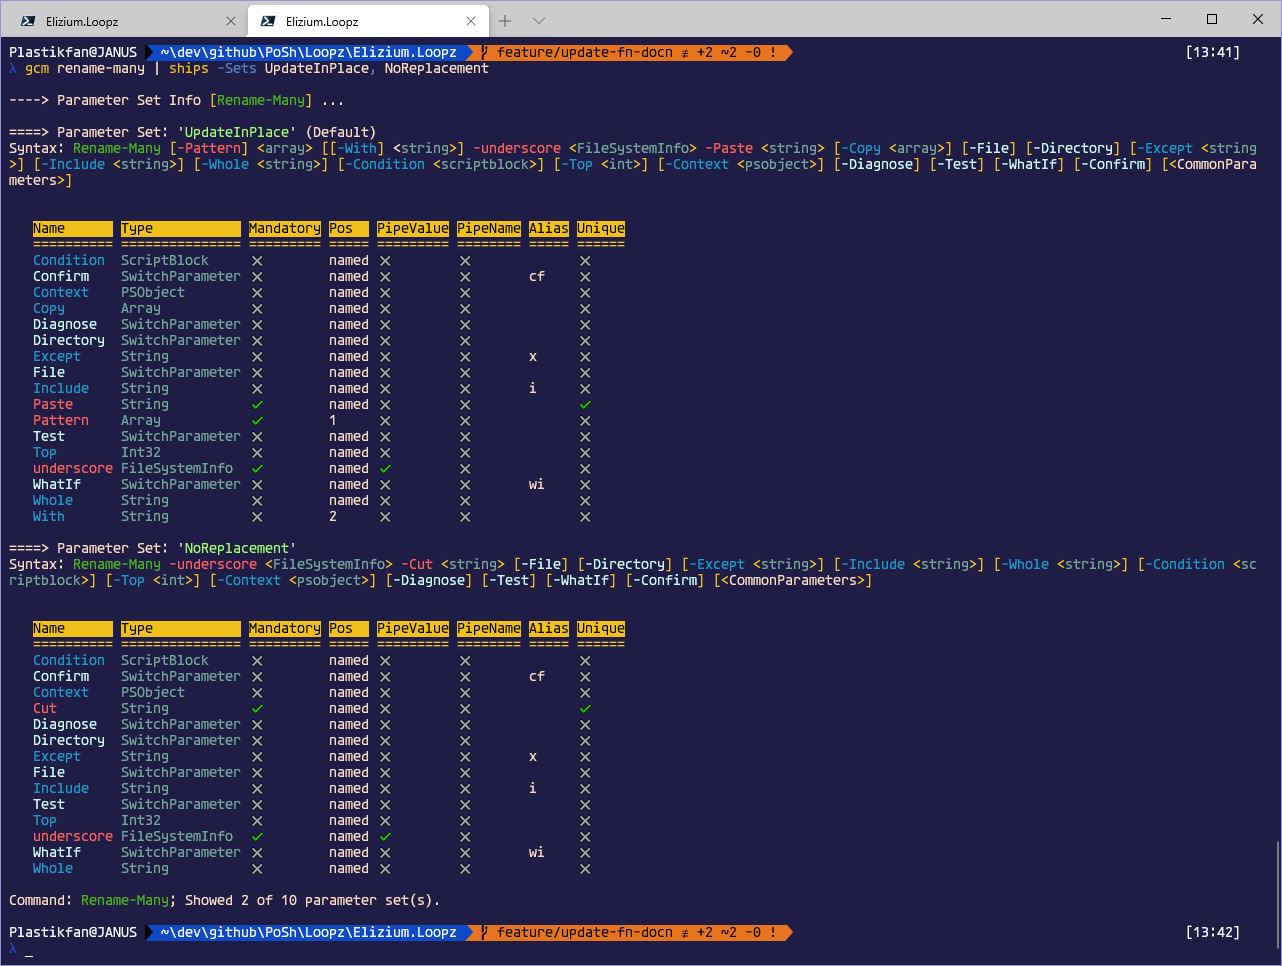 Elizium.Loopz Elizium.Loopz
Plastikfan@JANUS ~\dev\github\PoSh\Loopz\Elizium.Loopz feature/update-fn-docn ≢ +2 ~2 -0 ! [13:41]
λ gcm rename-many | ships -Sets UpdateInPlace, NoReplacement
----> Parameter Set Info [Rename-Many] ...
====> Parameter Set: 'UpdateInPlace' (Default)
Syntax: Rename-Many [-Pattern] <array> [[-With] <string>] -underscore <FileSystemInfo> -Paste <string> [-Copy <array>] [-File] [-Directory] [-Except <string
>] [-Include <string>] [-Whole <string>] [-Condition <scriptblock>] [-Top <int>] [-Context <psobject>] [-Diagnose] [-Test] [-WhatIf] [-Confirm] [<CommonPara
meters>]
Name Type Mandatory Pos PipeValue PipeName Alias Unique
========== =============== ========= ===== ========= ======== ===== ======
Condition ScriptBlock ✕ named ✕ ✕ ✕
Confirm SwitchParameter ✕ named ✕ ✕ cf ✕
Context PSObject ✕ named ✕ ✕ ✕
Copy Array ✕ named ✕ ✕ ✕
Diagnose SwitchParameter ✕ named ✕ ✕ ✕
Directory SwitchParameter ✕ named ✕ ✕ ✕
Except String ✕ named ✕ ✕ x ✕
File SwitchParameter ✕ named ✕ ✕ ✕
Include String ✕ named ✕ ✕ i ✕
Paste String ✓ named ✕ ✕ ✓
Pattern Array ✓ 1 ✕ ✕ ✕
Test SwitchParameter ✕ named ✕ ✕ ✕
Top Int32 ✕ named ✕ ✕ ✕
underscore FileSystemInfo ✓ named ✓ ✕ ✕
WhatIf SwitchParameter ✕ named ✕ ✕ wi ✕
Whole String ✕ named ✕ ✕ ✕
With String ✕ 2 ✕ ✕ ✕
====> Parameter Set: 'NoReplacement'
Syntax: Rename-Many -underscore <FileSystemInfo> -Cut <string> [-File] [-Directory] [-Except <string>] [-Include <string>] [-Whole <string>] [-Condition <sc
riptblock>] [-Top <int>] [-Context <psobject>] [-Diagnose] [-Test] [-WhatIf] [-Confirm] [<CommonParameters>]
Name Type Mandatory Pos PipeValue PipeName Alias Unique
========== =============== ========= ===== ========= ======== ===== ======
Condition ScriptBlock ✕ named ✕ ✕ ✕
Confirm SwitchParameter ✕ named ✕ ✕ cf ✕
Context PSObject ✕ named ✕ ✕ ✕
Cut String ✓ named ✕ ✕ ✓
Diagnose SwitchParameter ✕ named ✕ ✕ ✕
Directory SwitchParameter ✕ named ✕ ✕ ✕
Except String ✕ named ✕ ✕ x ✕
File SwitchParameter ✕ named ✕ ✕ ✕
Include String ✕ named ✕ ✕ i ✕
Test SwitchParameter ✕ named ✕ ✕ ✕
Top Int32 ✕ named ✕ ✕ ✕
underscore FileSystemInfo ✓ named ✓ ✕ ✕
WhatIf SwitchParameter ✕ named ✕ ✕ wi ✕
Whole String ✕ named ✕ ✕ ✕
Command: Rename-Many; Showed 2 of 10 parameter set(s).
Plastikfan@JANUS ~\dev\github\PoSh\Loopz\Elizium.Loopz feature/update-fn-docn ≢ +2 ~2 -0 ! [13:42]
λ _